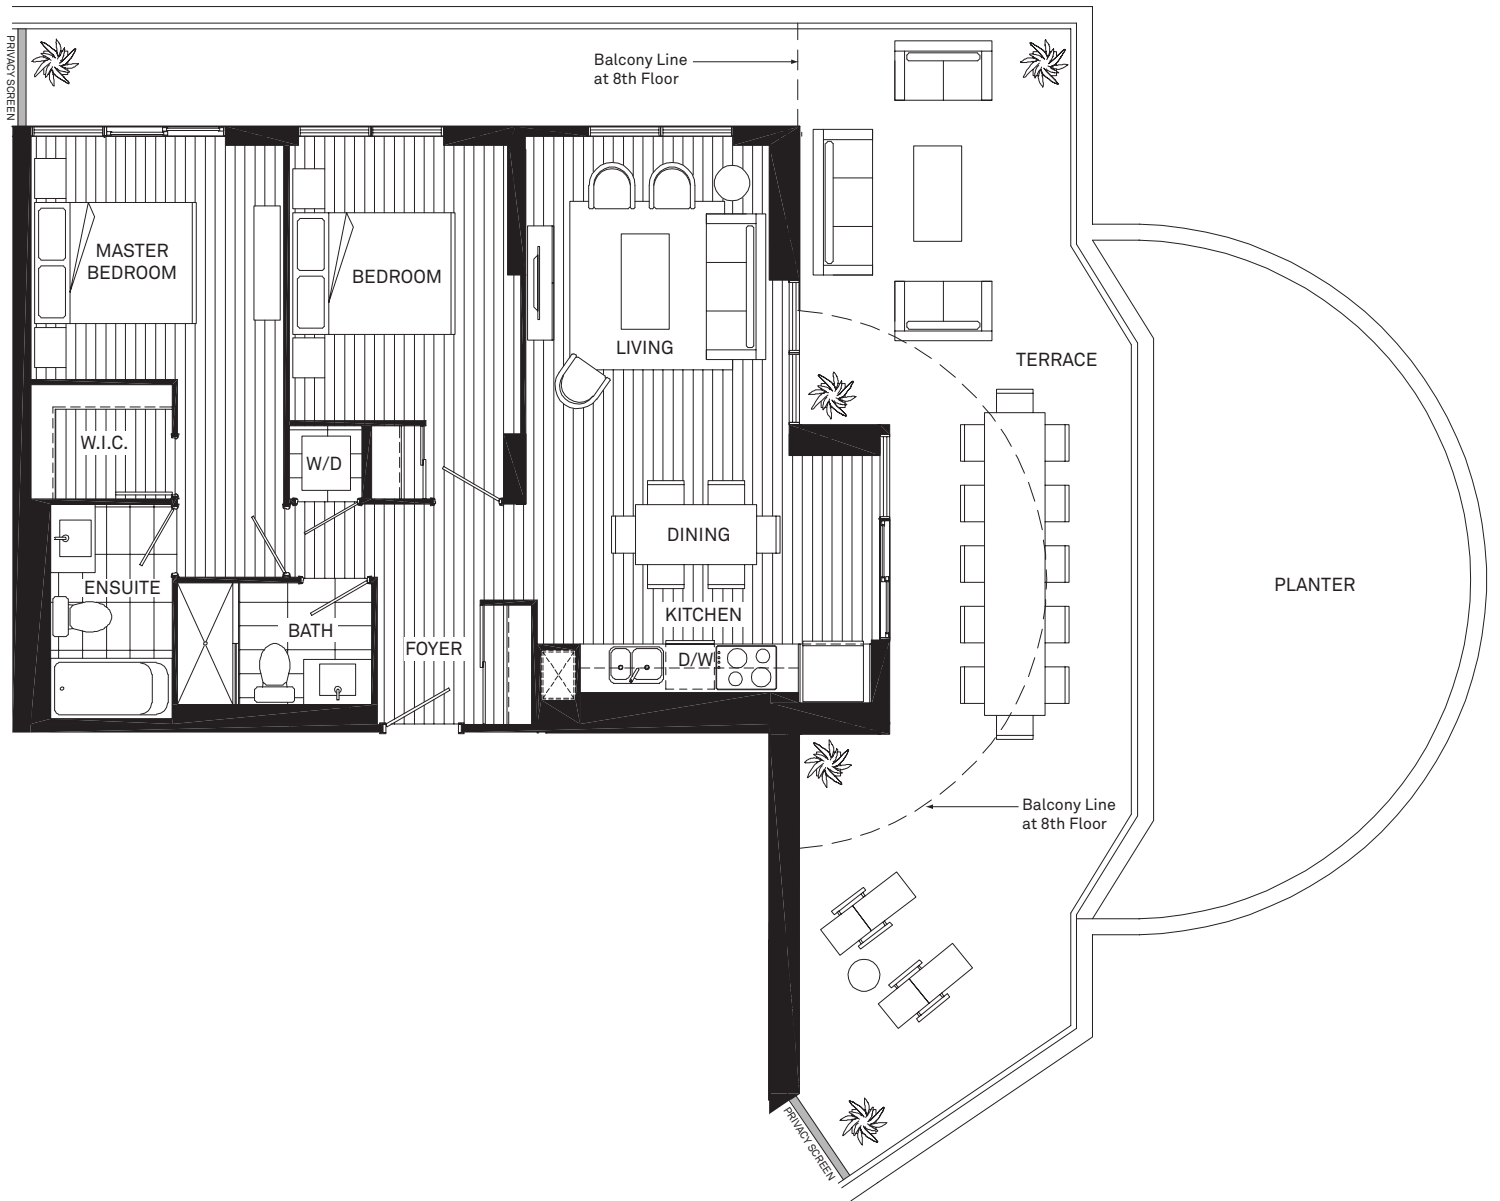 PRIVACY SCREEN
Balcony Line
at 8th Floor
MASTER
BEDROOM
BEDROOM
LIVING
TERRACE
W.I.C.
W/D
DINING
ENSUITE
PLANTER
KITCHEN
BATH
FOYER
D/W
Balcony Line
at 8th Floor
PRIVACY SCREEN